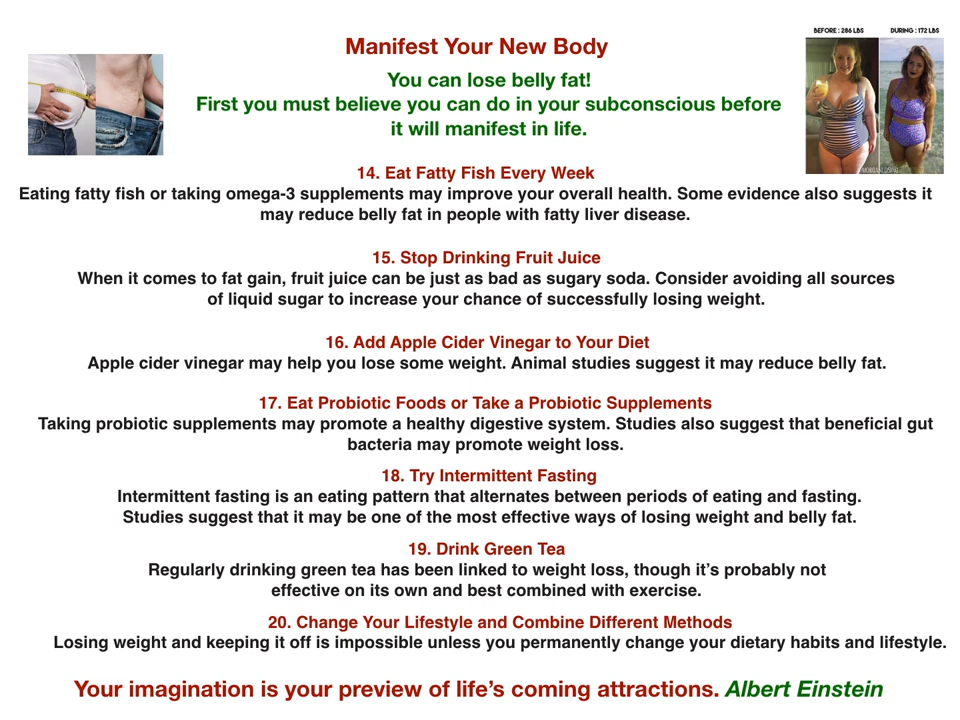 BEFORE : 286 LBS DURING : 172 LBS
Manifest Your New Body
You can lose belly fat!
First you must believe you can do in your subconscious before
it will manifest in life.
14. Eat Fatty Fish Every Week
Eating fatty fish or taking omega-3 supplements may improve your overall health. Some evidence also suggests it
may reduce belly fat in people with fatty liver disease.
15. Stop Drinking Fruit Juice
When it comes to fat gain, fruit juice can be just as bad as sugary soda. Consider avoiding all sources
of liquid sugar to increase your chance of successfully losing weight.
16. Add Apple Cider Vinegar to Your Diet
Apple cider vinegar may help you lose some weight. Animal studies suggest it may reduce belly fat.
17. Eat Probiotic Foods or Take a Probiotic Supplements
Taking probiotic supplements may promote a healthy digestive system. Studies also suggest that beneficial gut
bacteria may promote weight loss.
18. Try Intermittent Fasting
Intermittent fasting is an eating pattern that alternates between periods of eating and fasting.
Studies suggest that it may be one of the most effective ways of losing weight and belly fat.
19. Drink Green Tea
Regularly drinking green tea has been linked to weight loss, though it’s probably not
effective on its own and best combined with exercise.
20. Change Your Lifestyle and Combine Different Methods
Losing weight and keeping it off is impossible unless you permanently change your dietary habits and lifestyle.
Your imagination is your preview of life’s coming attractions. Albert Einstein